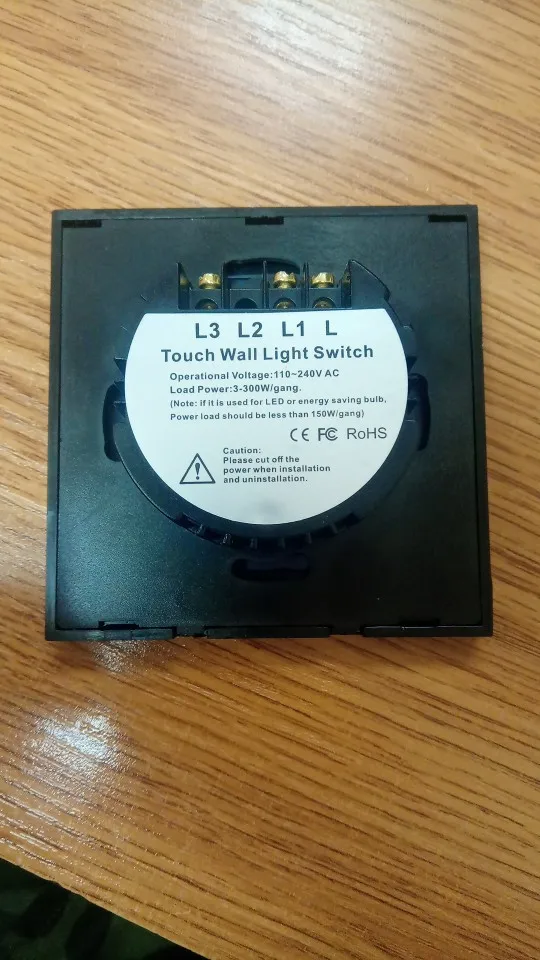 L3 L2 L1 L
Touch Wall Light Switch
Operational Voltage:110~240V AC
Load Power:3-300W/gang.
(Note: if it is used for LED or energy saving bulb,
Power load should be less than 150W/gang)
CE FC RoHS
Caution:
Please cut off the
power when installation
and uninstallation.